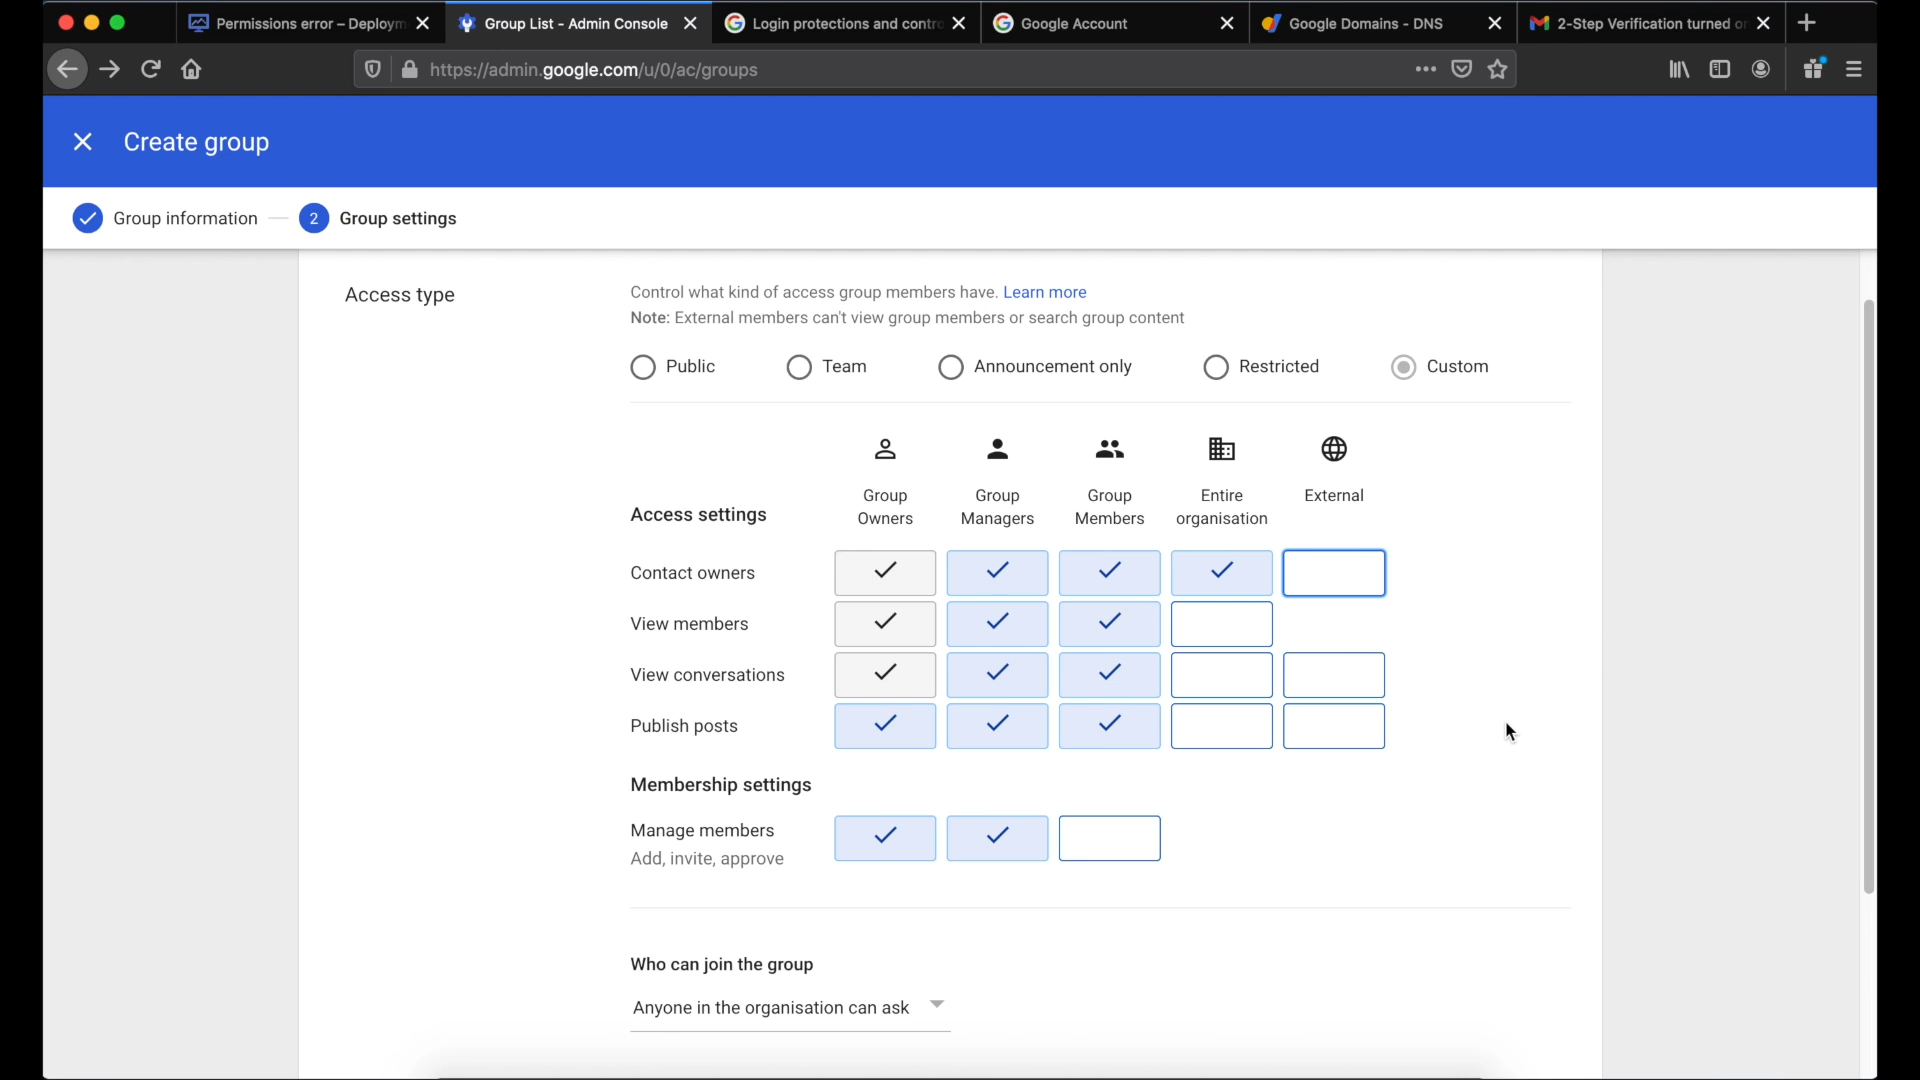 Permissions error – Deploym
Group List - Admin Console
Login protections and contro
Google Account
Google Domains - DNS
2-Step Verification turned o
https://admin.google.com/u/0/ac/groups
Create group
Group information
2 Group settings
Access type
Control what kind of access group members have. Learn more
Note: External members can't view group members or search group content
Public Team Announcement only Restricted Custom
Group Owners
Group Managers
Group Members
Entire organisation
External
Access settings
Contact owners
View members
View conversations
Publish posts
Membership settings
Manage members
Add, invite, approve
Who can join the group
Anyone in the organisation can ask